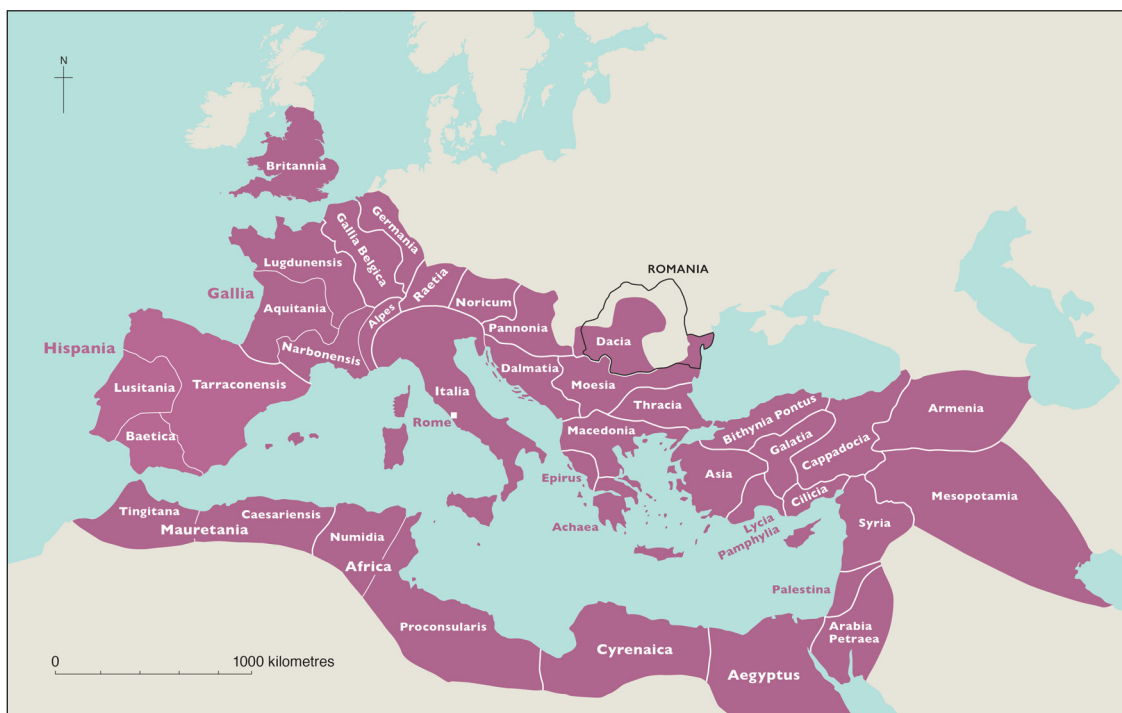 N
Britannia
Germania
Gallia Belgica
Lugdunensis
Gallia
Aquitania
Alpes
Raetia
Noricum
Pannonia
ROMANIA
Dacia
Hispania
Narbonensis
Lusitania
Tarraconensis
Baetica
Italia
Rome
Dalmatia
Moesia
Thracia
Macedonia
Epirus
Achaea
Bithynia Pontus
Galatia
Cappadocia
Armenia
Asia
Cilicia
Lycia
Pamphylia
Mesopotamia
Syria
Tingitana
Caesariensis
Mauretania
Numidia
Africa
Palestina
Proconsularis
Arabia
Petraea
Cyrenaica
Aegyptus
0
1000 kilometres